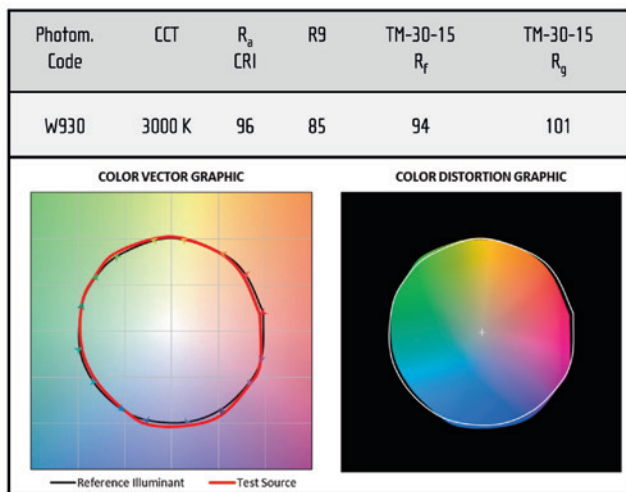 Photom. Code CCT Ra CRI R9 TM-30-15 Rf TM-30-15 Rg
W930 3000 K 96 85 94 101
COLOR VECTOR GRAPHIC COLOR DISTORTION GRAPHIC
Reference Illuminant Test Source